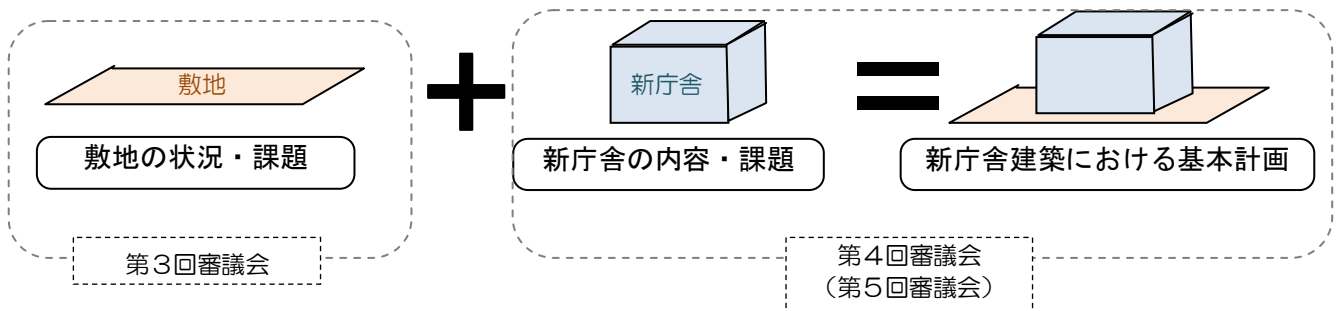 敷地
新庁舎
敷地の状況・課題
新庁舎の内容・課題
新庁舎建築における基本計画
第3回審議会
第4回審議会
（第5回審議会）